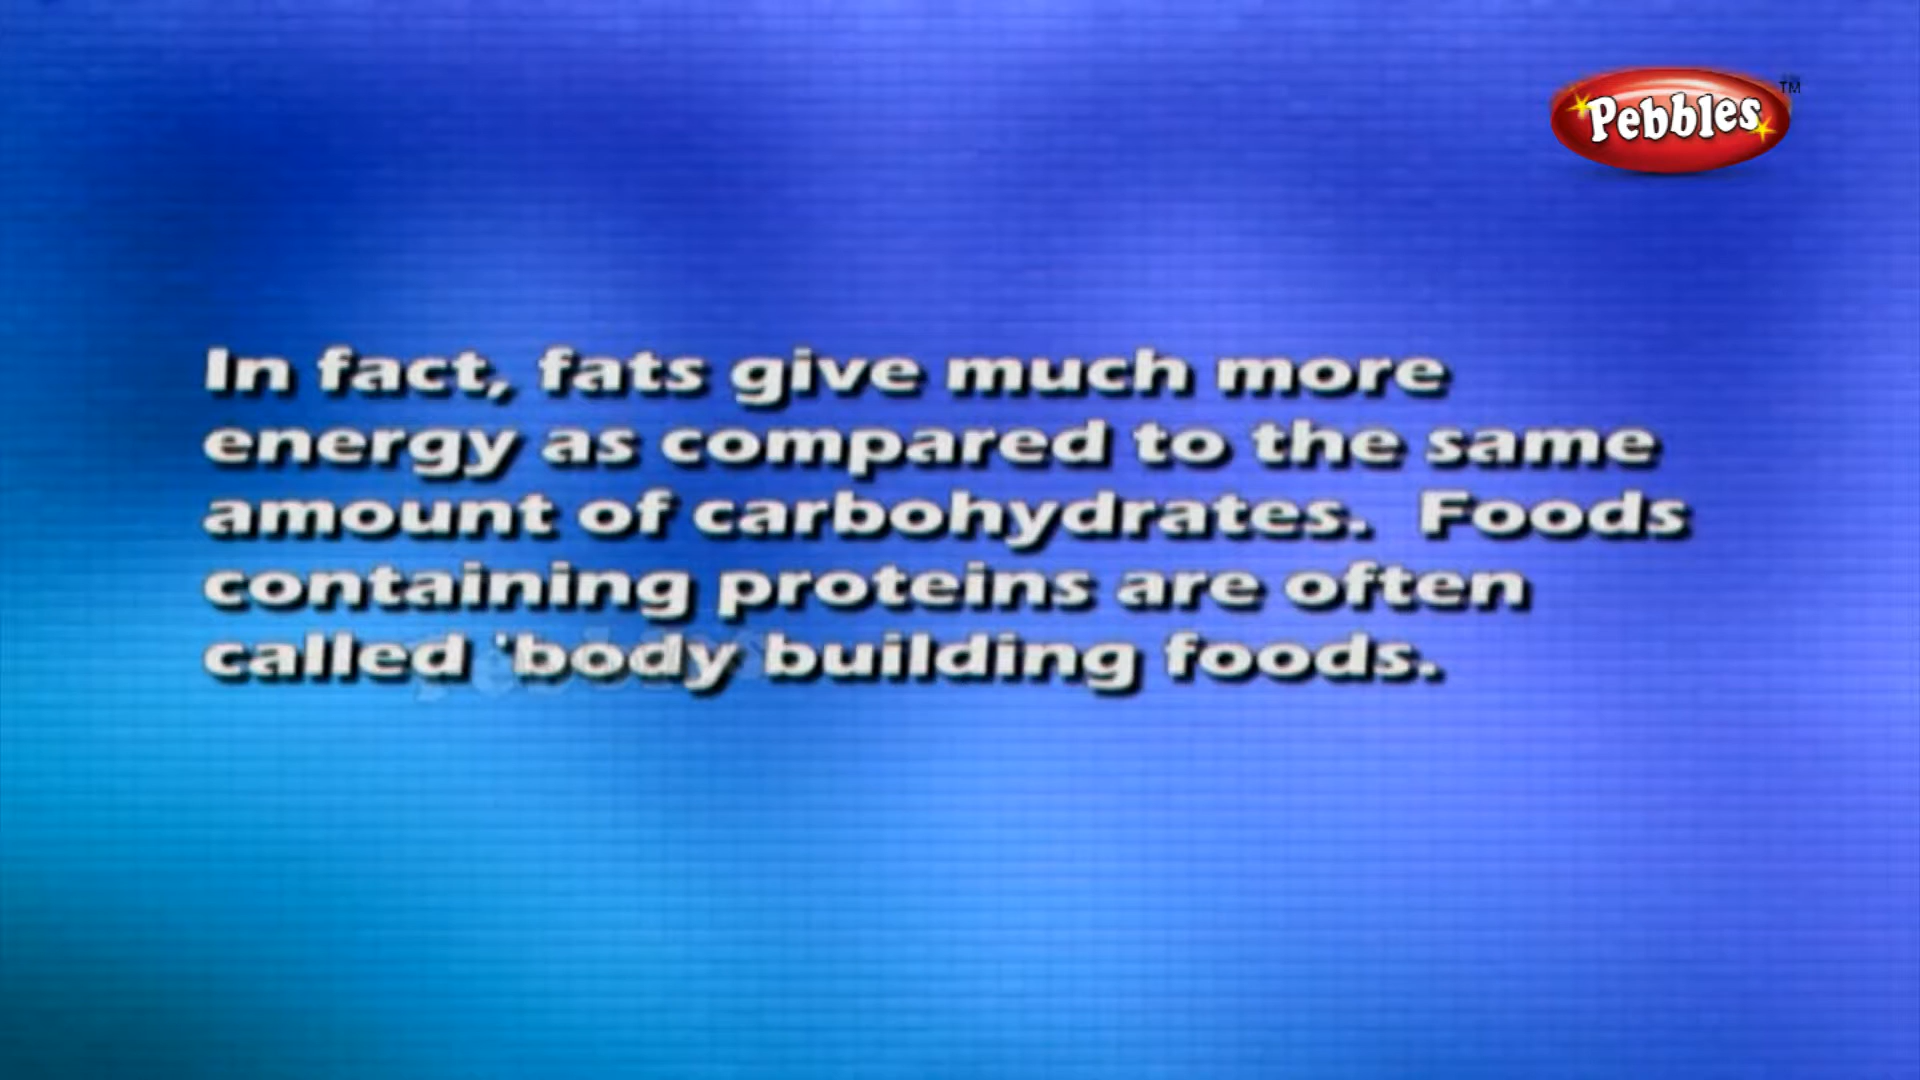 Pebbles TM
In fact, fats give much more
energy as compared to the same
amount of carbohydrates.  Foods
containing proteins are often
called 'body building foods.